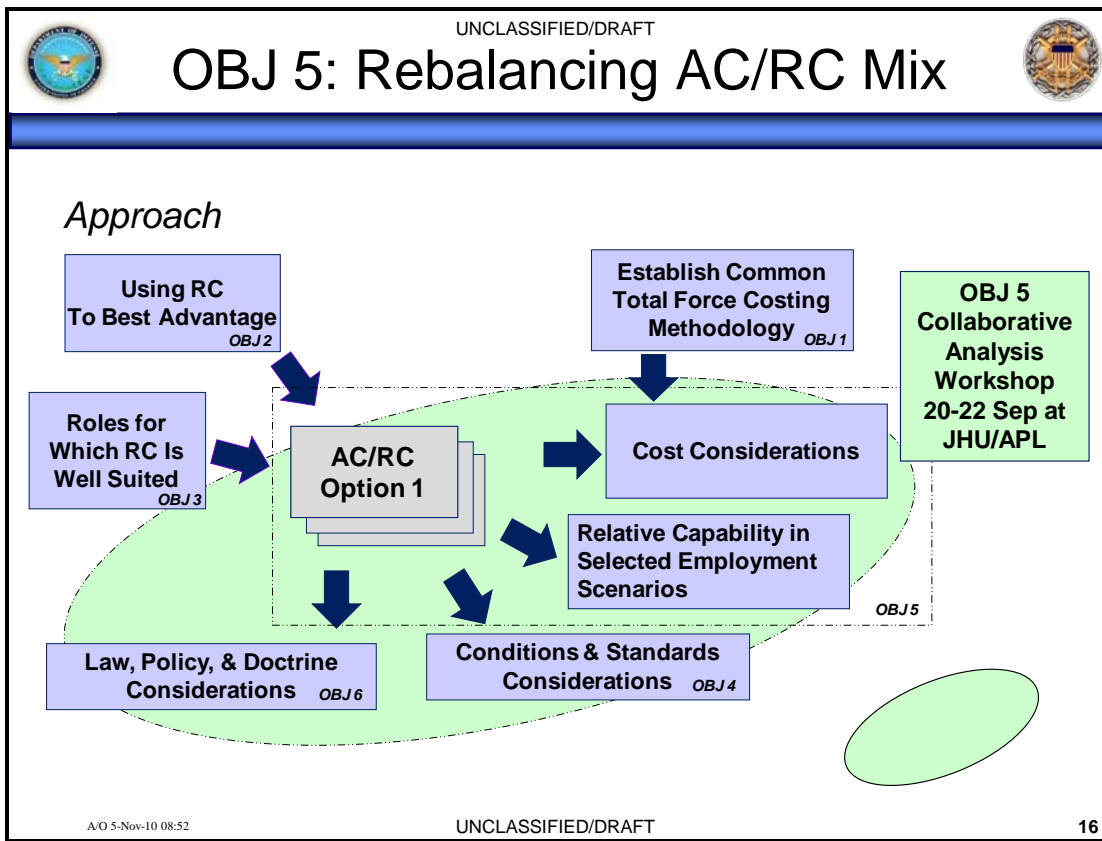 UNCLASSIFIED/DRAFT
OBJ 5: Rebalancing AC/RC Mix
Approach
Using RC
To Best Advantage
OBJ 2
Establish Common
Total Force Costing
Methodology OBJ 1
OBJ 5
Collaborative
Analysis
Workshop
20-22 Sep at
JHU/APL
Roles for
Which RC Is
Well Suited
OBJ 3
AC/RC
Option 1
Cost Considerations
Relative Capability in
Selected Employment
Scenarios
OBJ 5
Law, Policy, & Doctrine
Considerations OBJ 6
Conditions & Standards
Considerations OBJ 4
A/O 5-Nov-10 08:52
UNCLASSIFIED/DRAFT
16